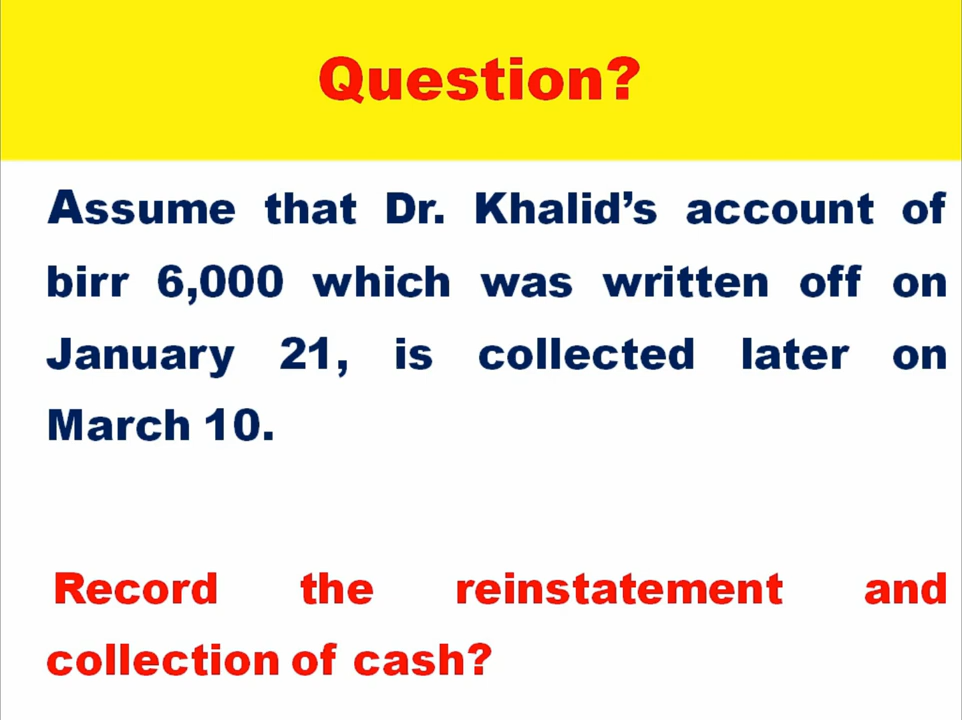 Question?
Assume that Dr. Khalid's account of
birr 6,000 which was written off on
January 21, is collected later on
March 10.
Record the reinstatement and
collection of cash?